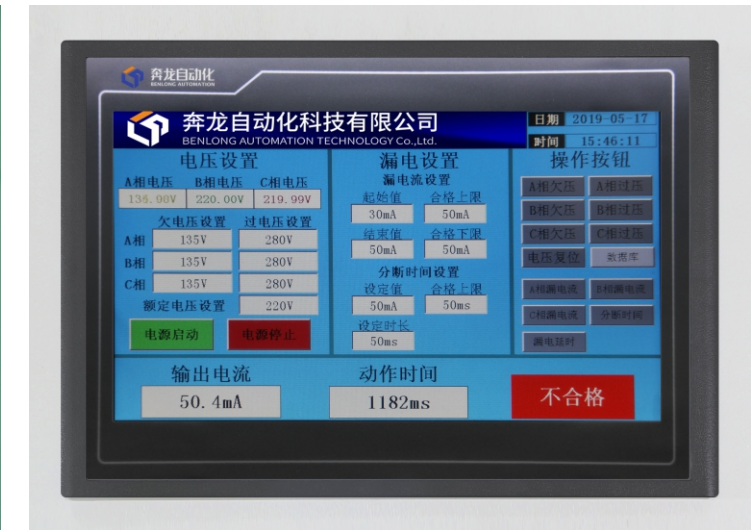 奔龙自动化
BENLONG AUTOMATION
奔龙自动化科技有限公司
BENLONG AUTOMATION TECHNOLOGY Co.,Ltd.
日期 2019-05-17
时间 15:46:11
电压设置
A相电压 B相电压 C相电压
134.90V 220.00V 219.99V
欠电压设置 过电压设置
A相 135V 280V
B相 135V 280V
C相 135V 280V
额定电压设置 220V
电源启动 电源停止
漏电设置
漏电流设置
起始值 合格上限
30mA 50mA
结束值 合格下限
50mA 50mA
分断时间设置
设定值 合格上限
50mA 50ms
设定时长
50ms
操作按钮
A相欠压 A相过压
B相欠压 B相过压
C相欠压 C相过压
电压复位 数据库
A相漏电流 B相漏电流
C相漏电流 分断时间
漏电延时
输出电流 动作时间
50.4mA 1182ms 不合格